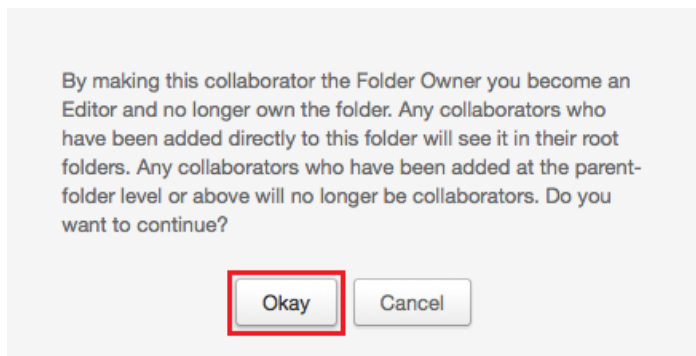 By making this collaborator the Folder Owner you become an
Editor and no longer own the folder. Any collaborators who
have been added directly to this folder will see it in their root
folders. Any collaborators who have been added at the parent-
folder level or above will no longer be collaborators. Do you
want to continue?
Okay Cancel